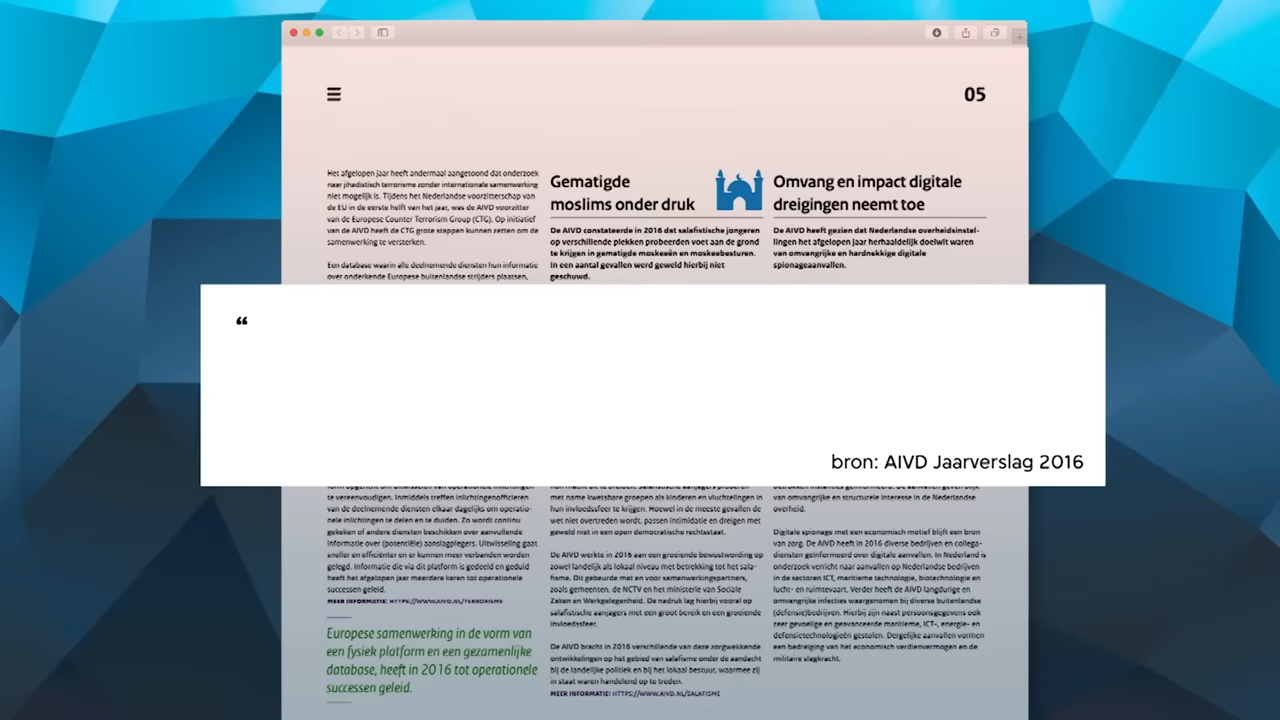 05
Het afgelopen jaar heeft andermaal aangetoond dat onderzoek
naar jihadistisch terrorisme zonder internationale samenwerking
niet mogelijk is. Tijdens het Nederlandse voorzitterschap van
de EU in de eerste helft van het jaar, was de AIVD voorzitter
van de Europese Counter Terrorism Group (CTG). Op initiatief
van de AIVD heeft de CTG grote stappen kunnen zetten om de
samenwerking te versterken.
Een database waarin alle deelnemende diensten hun informatie
over onderkende Europese buitenlandse strijders plaatsen,
Gematigde
moslims onder druk
De AIVD constateerde in 2016 dat salafistische jongeren
op verschillende plekken probeerden voet aan de grond
te krijgen in gematigde moskeeën en moskeebesturen.
In een aantal gevallen werd geweld hierbij niet
geschuwd.
Omvang en impact digitale
dreigingen neemt toe
De AIVD heeft gezien dat Nederlandse overheidsinstel-
lingen het afgelopen jaar herhaaldelijk doelwit waren
van omvangrijke en hardnekkige digitale
spionageaanvallen.
“
bron: AIVD Jaarverslag 2016
te vereenvoudigen. Inmiddels treffen inlichtingenofficieren
van de deelnemende diensten elkaar dagelijks om operatio-
nele inlichtingen te delen en te duiden. Zo wordt continu
gekeken of andere diensten beschikken over aanvullende
informatie over (potentiële) aanslagplegers. Uitwisseling gaat
sneller en efficiënter en er kunnen meer verbanden worden
gelegd. Informatie die via dit platform is gedeeld en geduid
heeft het afgelopen jaar meerdere keren tot operationele
successen geleid.
MEER INFORMATIE: HTTPS://WWW.AIVD.NL/TERRORISME
Europese samenwerking in de vorm van
een fysiek platform en een gezamenlijke
database, heeft in 2016 tot operationele
successen geleid.
met name kwetsbare groepen als kinderen en vluchtelingen in
hun invloedssfeer te krijgen. Hoewel in de meeste gevallen de
wet niet overtreden wordt, passen intimidatie en dreigen met
geweld niet in een open democratische rechtsstaat.
De AIVD werkte in 2016 aan een groeiende bewustwording op
zowel landelijk als lokaal niveau met betrekking tot het sala-
fisme. Dit gebeurde met en voor samenwerkingspartners,
zoals gemeenten, de NCTV en het ministerie van Sociale
Zaken en Werkgelegenheid. De nadruk lag hierbij vooral op
salafistische aanjagers met een groot bereik en een groeiende
invloedssfeer.
De AIVD bracht in 2016 verschillende van deze zorgwekkende
ontwikkelingen op het gebied van salafisme onder de aandacht
bij de landelijke politiek en bij het lokaal bestuur, waarmee zij
in staat waren handelend op te treden.
MEER INFORMATIE: HTTPS://WWW.AIVD.NL/SALAFISME
van omvangrijke en structurele interesse in de Nederlandse
overheid.
Digitale spionage met een economisch motief blijft een bron
van zorg. De AIVD heeft in 2016 diverse bedrijven en collega-
diensten geïnformeerd over digitale aanvallen. In Nederland is
onderzoek verricht naar aanvallen op Nederlandse bedrijven
in de sectoren ICT, maritieme technologie, biotechnologie en
lucht- en ruimtevaart. Verder heeft de AIVD langdurige en
omvangrijke infecties waargenomen bij diverse buitenlandse
(defensie)bedrijven. Hierbij zijn naast persoonsgegevens ook
zeer gevoelige en geavanceerde maritieme, ICT-, energie- en
defensietechnologieën gestolen. Dergelijke aanvallen vormen
een bedreiging van het economisch verdienvermogen en de
militaire slagkracht.